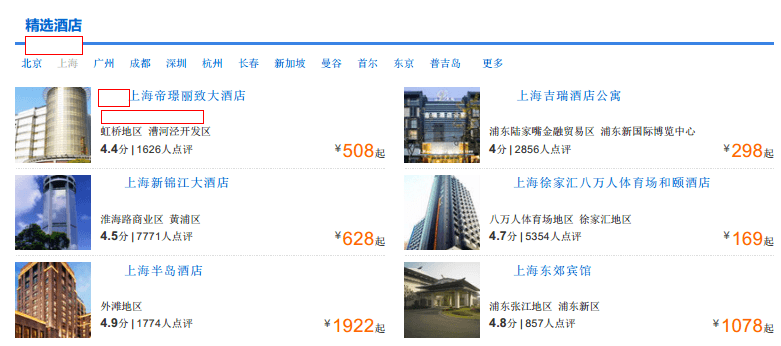 精选酒店
北京 上海 广州 成都 深圳 杭州 长春 新加坡 曼谷 首尔 东京 普吉岛 更多
上海帝璟丽致大酒店
虹桥地区 漕河泾开发区
4.4分 | 1626人点评
¥508起
上海吉瑞酒店公寓
浦东陆家嘴金融贸易区 浦东新国际博览中心
4分 | 2856人点评
¥298起
上海新锦江大酒店
淮海路商业区 黄浦区
4.5分 | 7771人点评
¥628起
上海徐家汇八万人体育场和颐酒店
八万人体育场地区 徐家汇地区
4.7分 | 5354人点评
¥169起
上海半岛酒店
外滩地区
4.9分 | 1774人点评
¥1922起
上海东郊宾馆
浦东张江地区 浦东新区
4.8分 | 857人点评
¥1078起